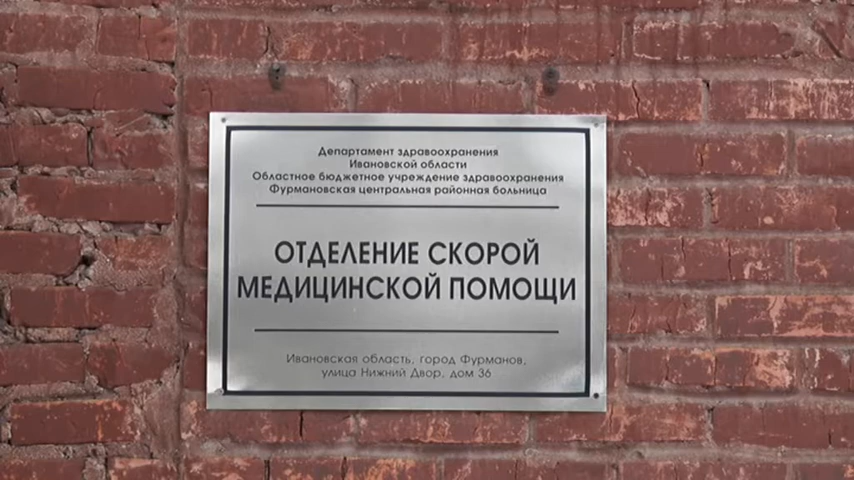 Департамент здравоохранения
Ивановской области
Областное бюджетное учреждение здравоохранения
Фурмановская центральная районная больница
ОТДЕЛЕНИЕ СКОРОЙ
МЕДИЦИНСКОЙ ПОМОЩИ
Ивановская область, город Фурманов,
улица Нижний Двор, дом 36